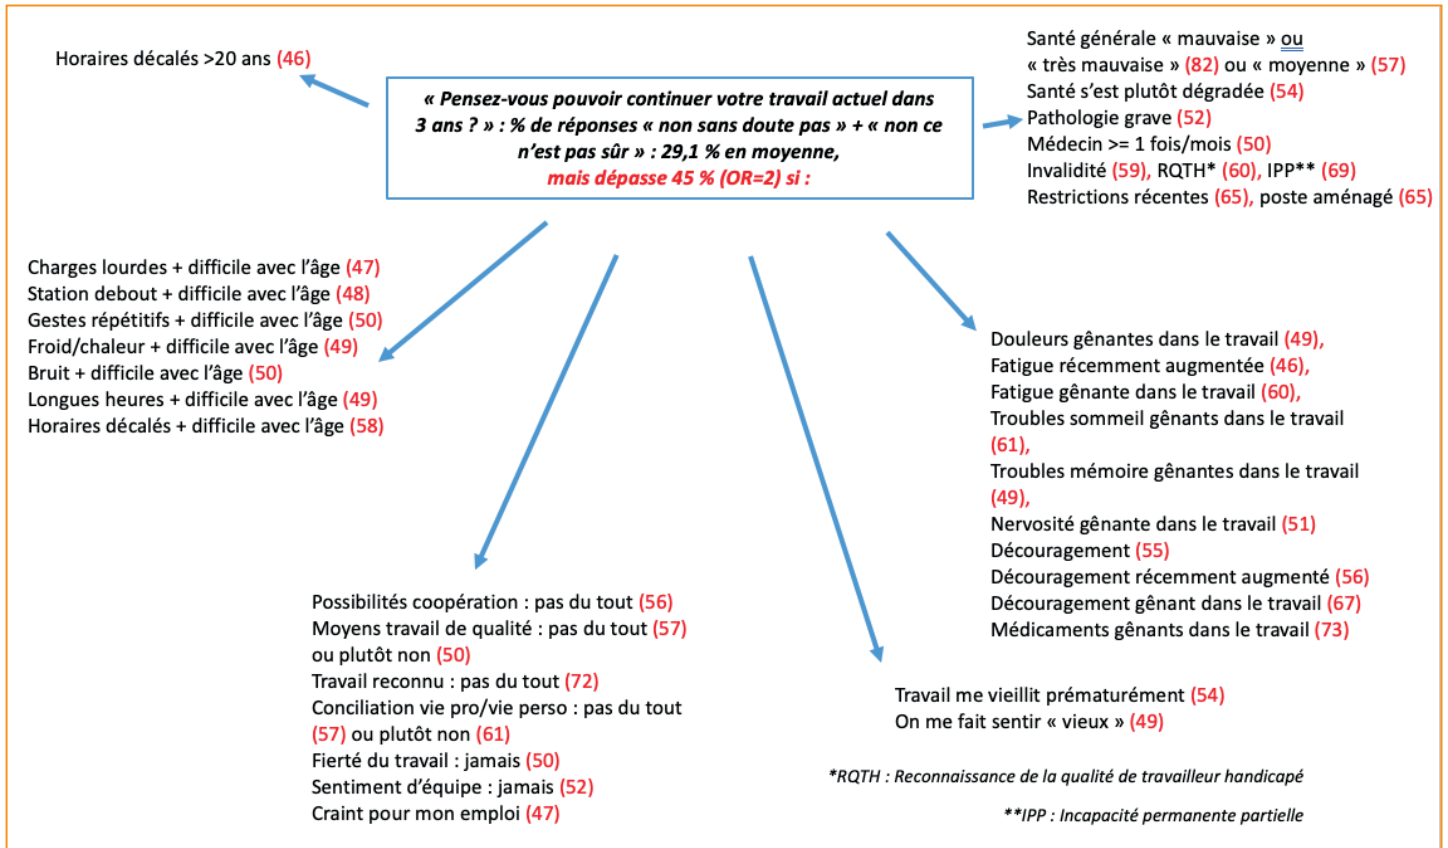 Horaires décalés >20 ans (46)
« Pensez-vous pouvoir continuer votre travail actuel dans
3 ans ? » : % de réponses « non sans doute pas » + « non ce
n’est pas sûr » : 29,1 % en moyenne,
mais dépasse 45 % (OR=2) si :
Santé générale « mauvaise » ou
« très mauvaise » (82) ou « moyenne » (57)
Santé s’est plutôt dégradée (54)
Pathologie grave (52)
Médecin >= 1 fois/mois (50)
Invalidité (59), RQTH* (60), IPP** (69)
Restrictions récentes (65), poste aménagé (65)
Charges lourdes + difficile avec l’âge (47)
Station debout + difficile avec l’âge (48)
Gestes répétitifs + difficile avec l’âge (50)
Froid/chaleur + difficile avec l’âge (49)
Bruit + difficile avec l’âge (50)
Longues heures + difficile avec l’âge (49)
Horaires décalés + difficile avec l’âge (58)
Douleurs gênantes dans le travail (49),
Fatigue récemment augmentée (46),
Fatigue gênante dans le travail (60),
Troubles sommeil gênants dans le travail
(61),
Troubles mémoire gênantes dans le travail
(49),
Nervosité gênante dans le travail (51)
Découragement (55)
Découragement récemment augmenté (56)
Découragement gênant dans le travail (67)
Médicaments gênants dans le travail (73)
Possibilités coopération : pas du tout (56)
Moyens travail de qualité : pas du tout (57)
ou plutôt non (50)
Travail reconnu : pas du tout (72)
Conciliation vie pro/vie perso : pas du tout
(57) ou plutôt non (61)
Fierté du travail : jamais (50)
Sentiment d’équipe : jamais (52)
Craint pour mon emploi (47)
Travail me vieillit prématurément (54)
On me fait sentir « vieux » (49)
*RQTH : Reconnaissance de la qualité de travailleur handicapé
**IPP : Incapacité permanente partielle